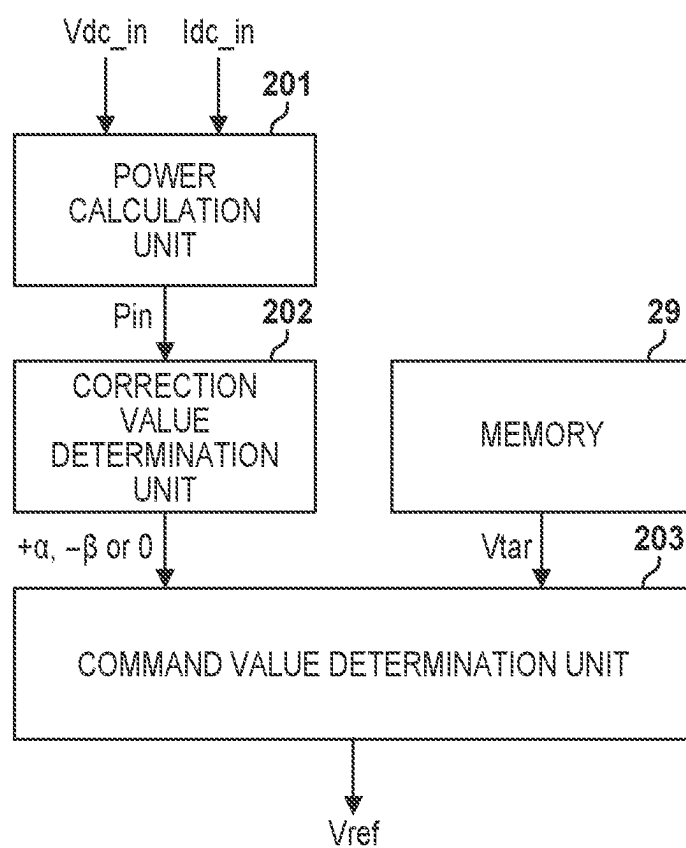 Vdc_in Idc_in
201
POWER
CALCULATION
UNIT
Pin
202
29
CORRECTION
VALUE
DETERMINATION
UNIT
MEMORY
+α, −β or 0
Vtar
203
COMMAND VALUE DETERMINATION UNIT
Vref